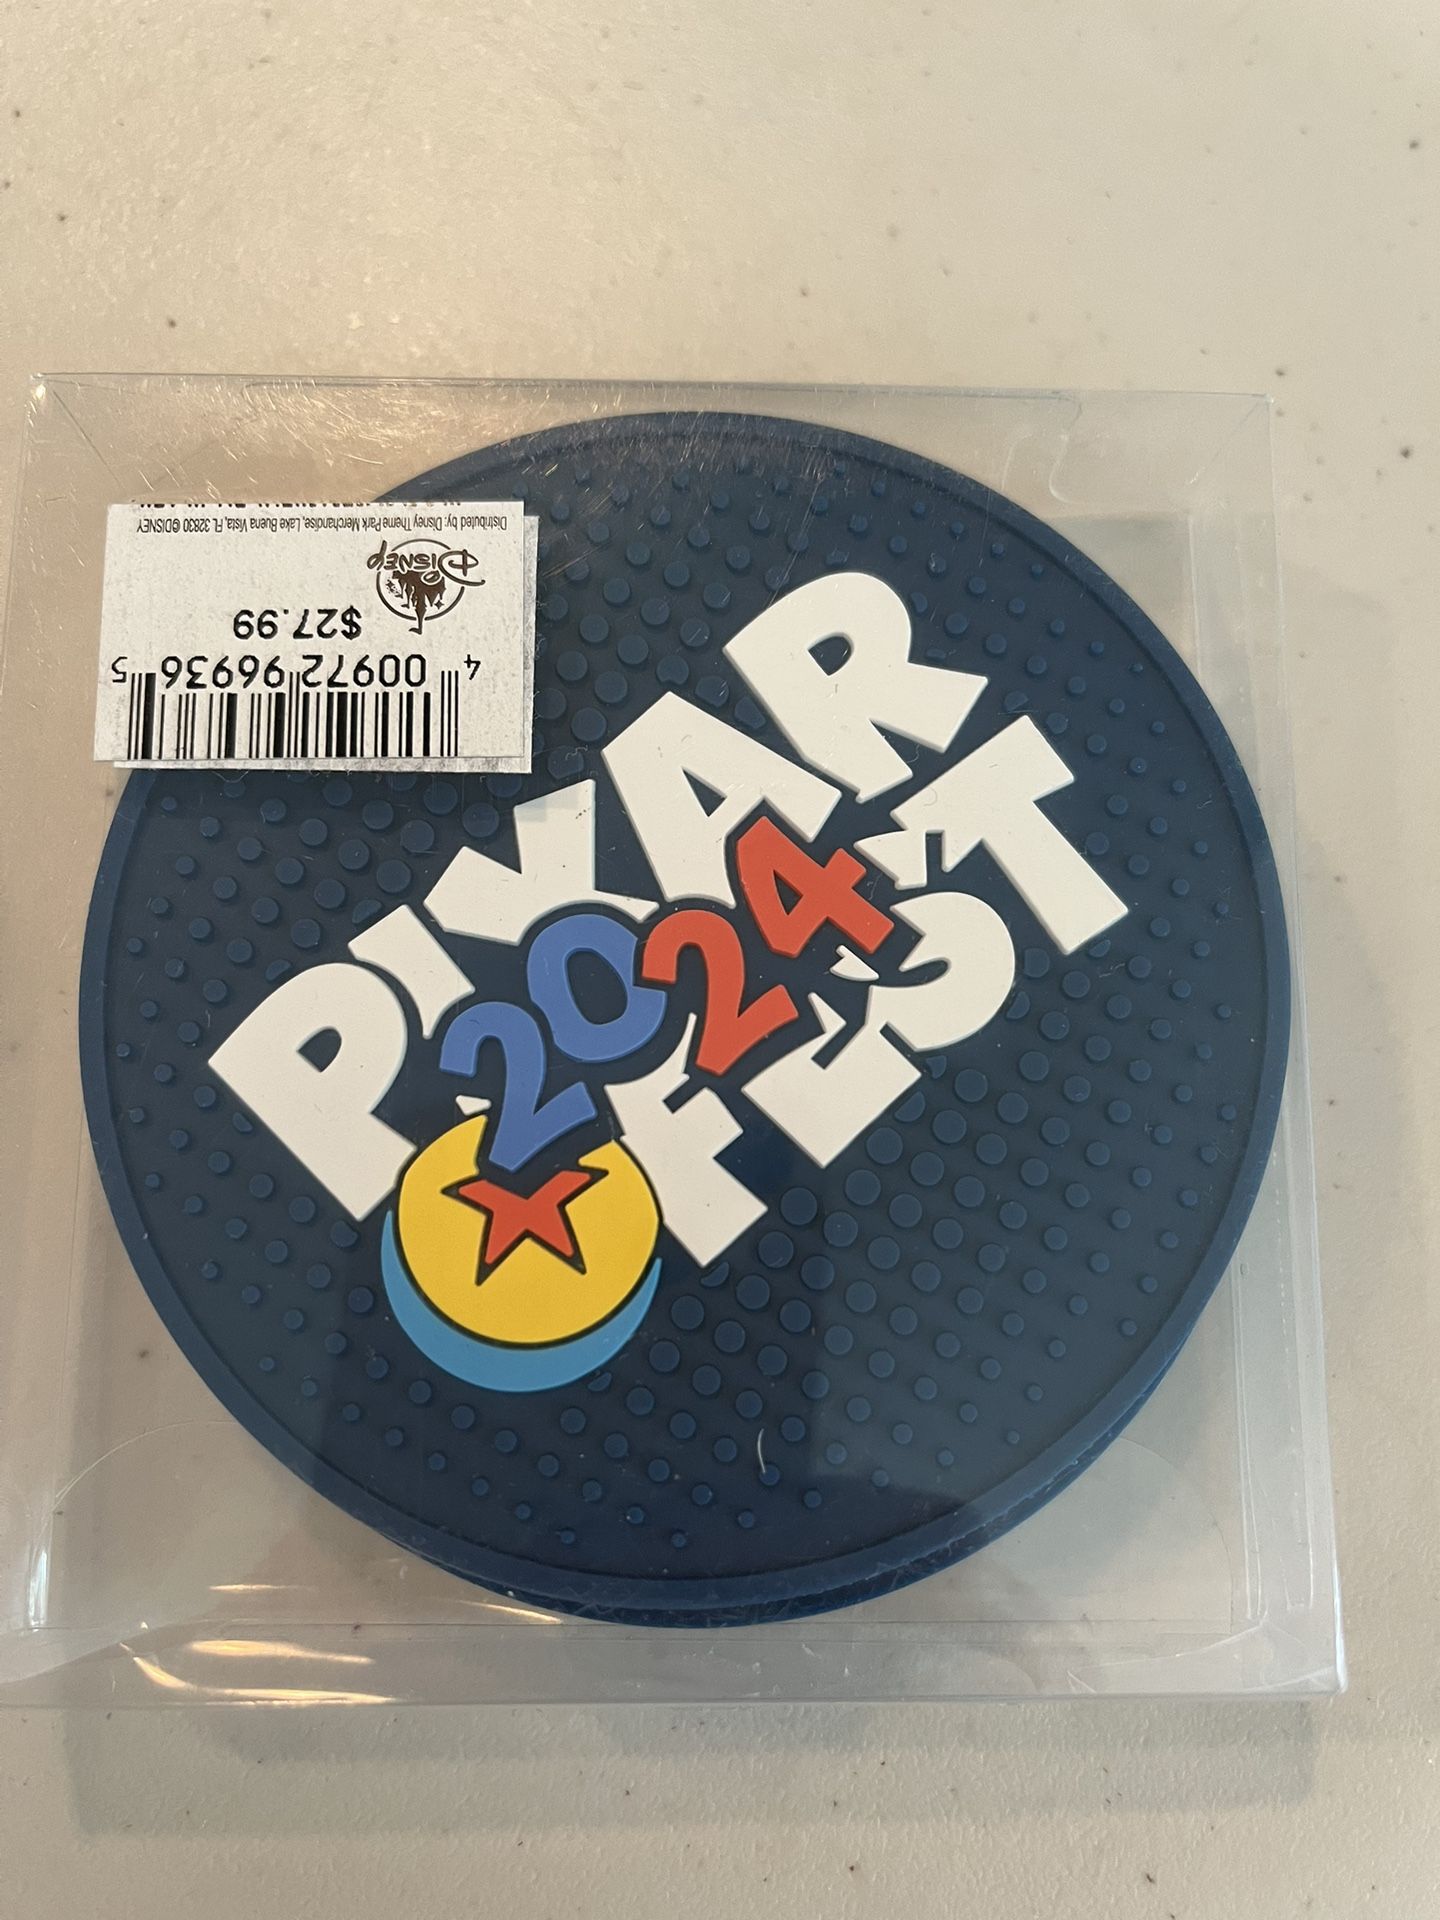 PIXAR
2024
FEST
Distributed by: Disney Theme Park Merchandise, Lake Buena Vista, FL 32830 ©DISNEY
Disney
$27.99
4 00972 96936 5